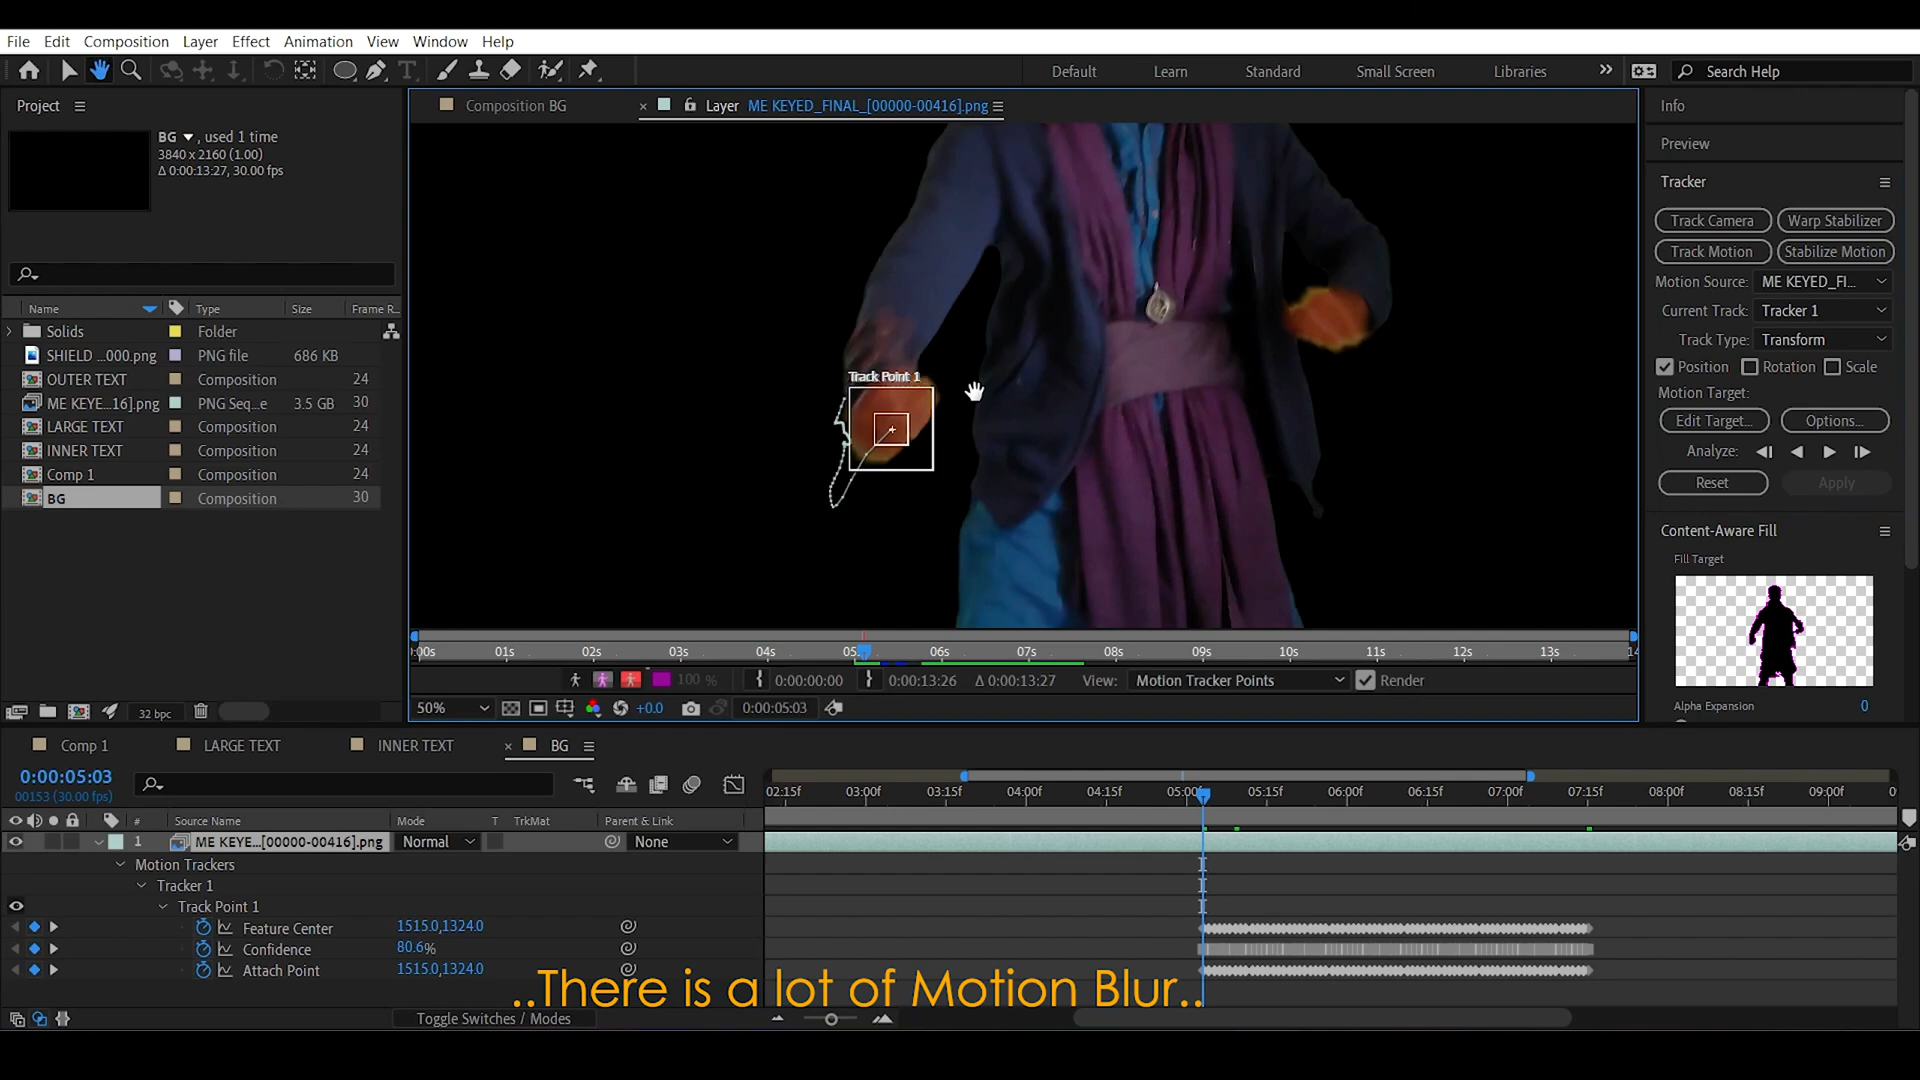 File Edit Composition Layer Effect Animation View Window Help
Default Learn Standard Small Screen Libraries Search Help
Project
BG , used 1 time
3840 x 2160 (1.00)
Δ 0:00:13:27, 30.00 fps
Name Type Size Frame R...
Solids Folder
SHIELD ...000.png PNG file 686 KB
OUTER TEXT Composition 24
ME KEYE...16].png PNG Seq...e 3.5 GB 30
LARGE TEXT Composition 24
INNER TEXT Composition 24
Comp 1 Composition 24
BG Composition 30
32 bpc
Composition BG
Layer ME KEYED_FINAL_[00000-00416].png
Track Point 1
:00s 01s 02s 03s 04s 05s 06s 07s 08s 09s 10s 11s 12s 13s 14
100 % 0:00:00:00 0:00:13:26 Δ 0:00:13:27 View: Motion Tracker Points Render
50% +0.0 0:00:05:03
Info
Preview
Tracker
Track Camera Warp Stabilizer
Track Motion Stabilize Motion
Motion Source: ME KEYED_FI...
Current Track: Tracker 1
Track Type: Transform
Position Rotation Scale
Motion Target:
Edit Target... Options...
Analyze:
Reset Apply
Content-Aware Fill
Fill Target
Alpha Expansion 0
Comp 1 LARGE TEXT INNER TEXT BG
0:00:05:03
00153 (30.00 fps)
02:15f 03:00f 03:15f 04:00f 04:15f 05:00f 05:15f 06:00f 06:15f 07:00f 07:15f 08:00f 08:15f 09:00f 0
# Source Name Mode T TrkMat Parent & Link
1 ME KEYE...[00000-00416].png Normal None
Motion Trackers
Tracker 1
Track Point 1
Feature Center 1515.0,1324.0
Confidence 80.6%
Attach Point 1515.0,1324.0
..There is a lot of Motion Blur..
Toggle Switches / Modes